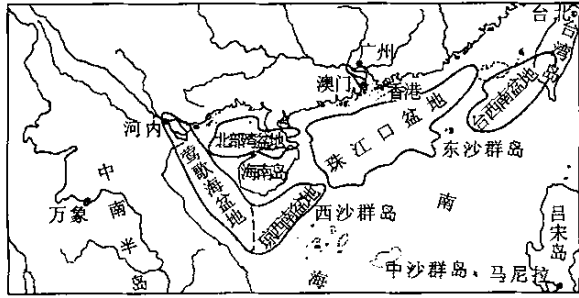 台北
台湾岛
广州
澳门
香港
台西南盆地
珠江口盆地
河内
北部湾盆地
东沙群岛
莺歌海盆地
海南岛
中南半岛
万象
琼西南盆地
西沙群岛
南海
吕宋岛
中沙群岛
马尼拉